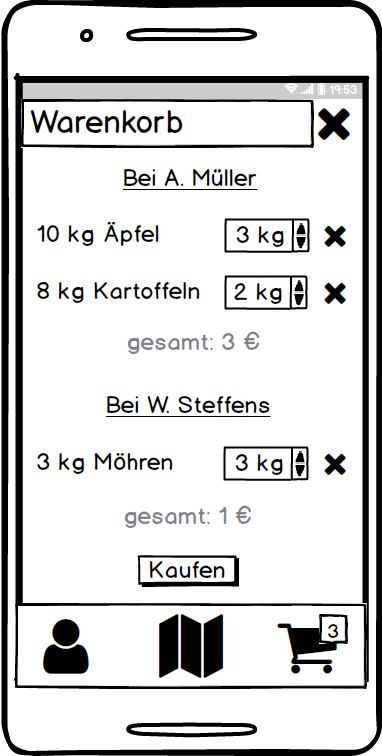 19:53
Warenkorb
Bei A. Müller
10 kg Äpfel 3 kg
8 kg Kartoffeln 2 kg
gesamt: 3 €
Bei W. Steffens
3 kg Möhren 3 kg
gesamt: 1 €
Kaufen
3